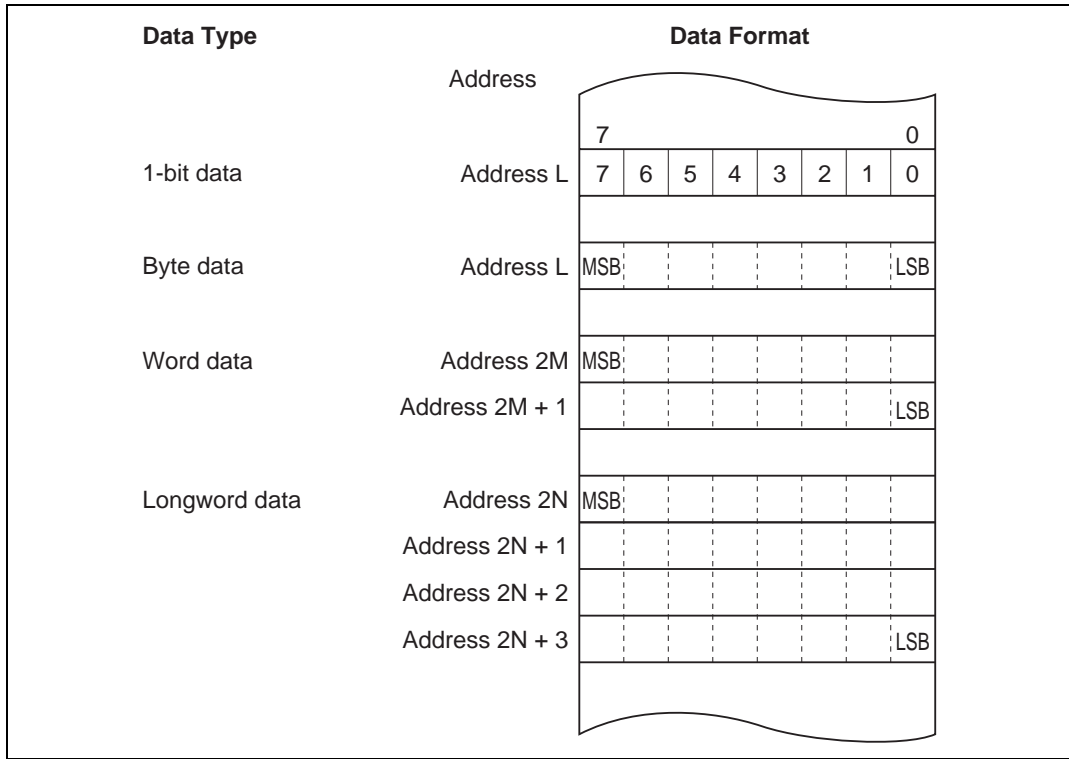 Data Type Data Format
Address
7 0
1-bit data Address L 7 6 5 4 3 2 1 0
Byte data Address L MSB LSB
Word data Address 2M MSB
Address 2M + 1 LSB
Longword data Address 2N MSB
Address 2N + 1
Address 2N + 2
Address 2N + 3 LSB